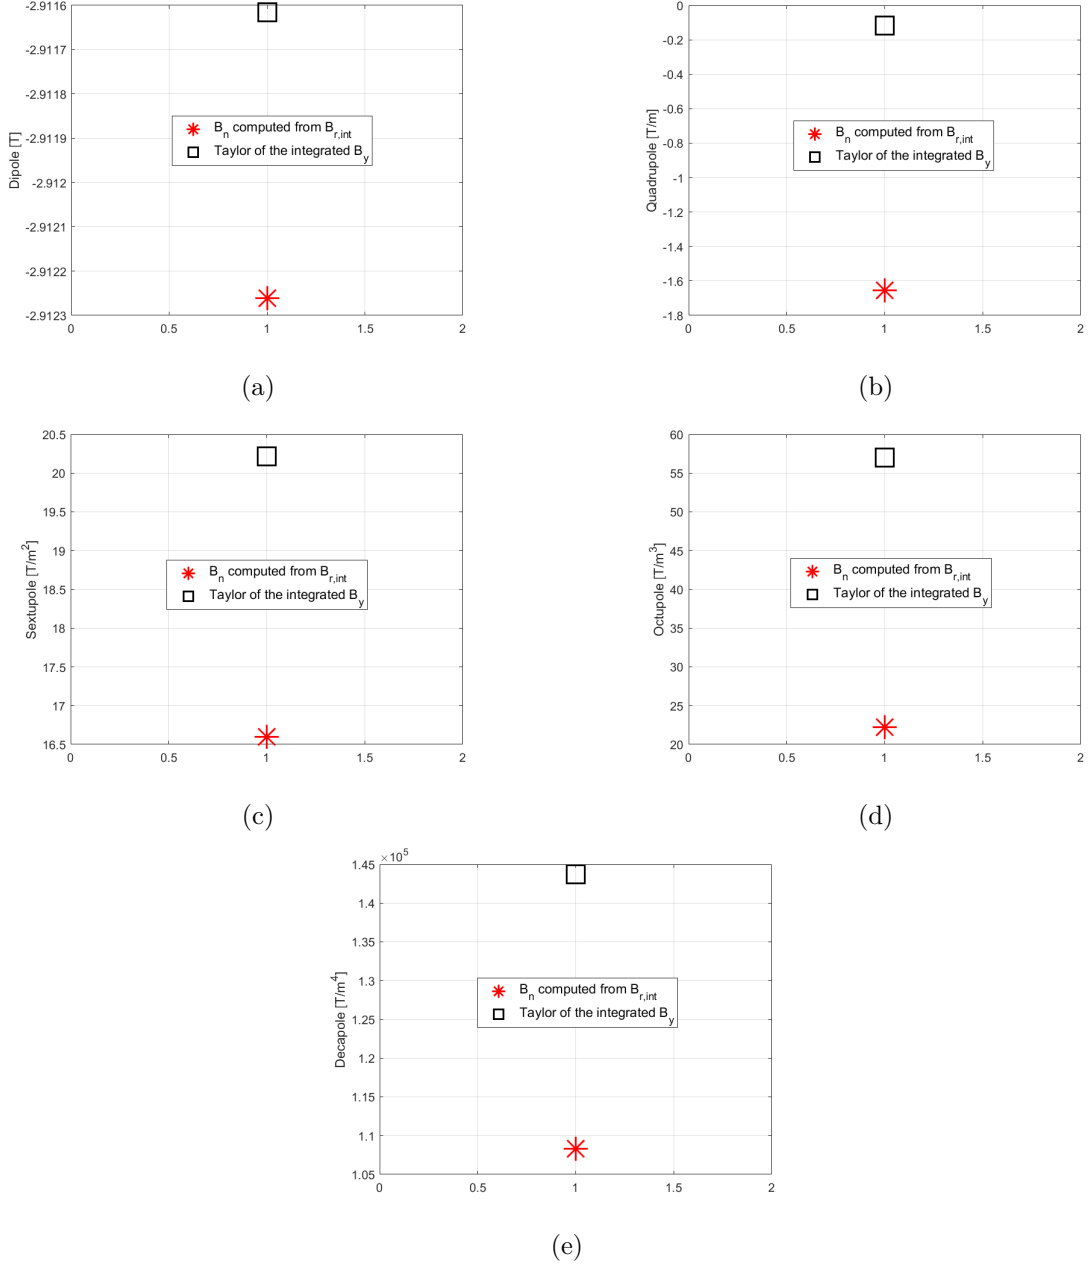 -2.9116
-2.9117
-2.9118
-2.9119
-2.912
-2.9121
-2.9122
-2.9123
Dipole [T]
B_n computed from B_r,int
Taylor of the integrated B_y
0 0.5 1 1.5 2
(a)
0
-0.2
-0.4
-0.6
-0.8
-1
-1.2
-1.4
-1.6
-1.8
Quadrupole [T/m]
B_n computed from B_r,int
Taylor of the integrated B_y
0 0.5 1 1.5 2
(b)
20.5
20
19.5
19
18.5
18
17.5
17
16.5
Sextupole [T/m^2]
B_n computed from B_r,int
Taylor of the integrated B_y
0 0.5 1 1.5 2
(c)
60
55
50
45
40
35
30
25
20
Octupole [T/m^3]
B_n computed from B_r,int
Taylor of the integrated B_y
0 0.5 1 1.5 2
(d)
×10^5
1.45
1.4
1.35
1.3
1.25
1.2
1.15
1.1
1.05
Decapole [T/m^4]
B_n computed from B_r,int
Taylor of the integrated B_y
0 0.5 1 1.5 2
(e)